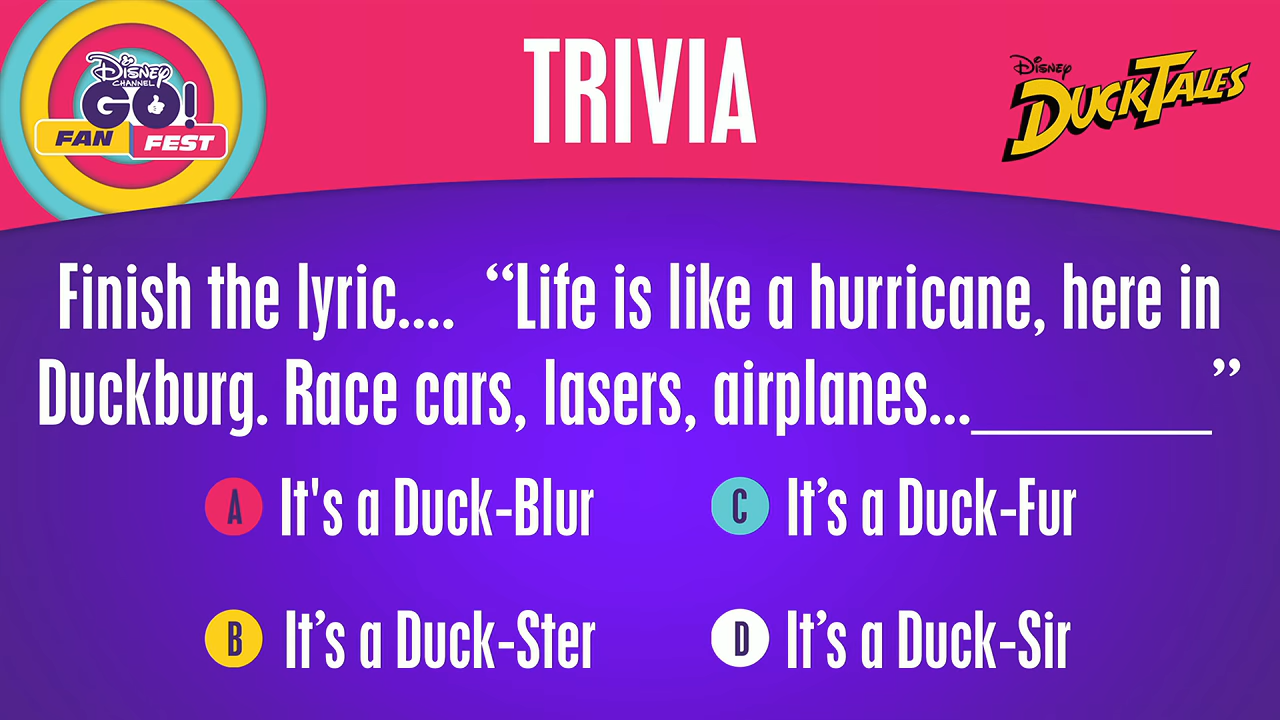 Disney
CHANNEL
GO!
FAN FEST
TRIVIA
Disney
DUCKTALES
Finish the lyric.... “Life is like a hurricane, here in
Duckburg. Race cars, lasers, airplanes...________ ”
A It's a Duck-Blur
B It’s a Duck-Ster
C It’s a Duck-Fur
D It’s a Duck-Sir